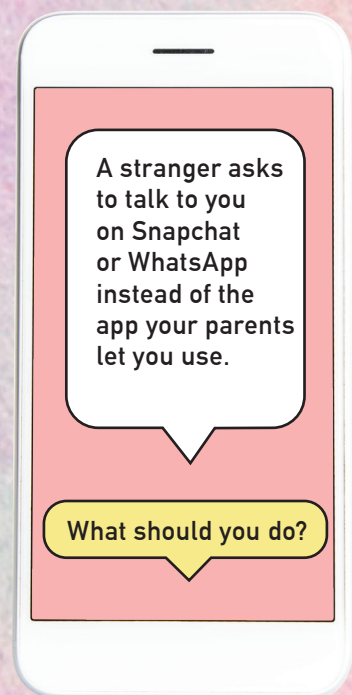 A stranger asks
to talk to you
on Snapchat
or WhatsApp
instead of the
app your parents
let you use.
What should you do?